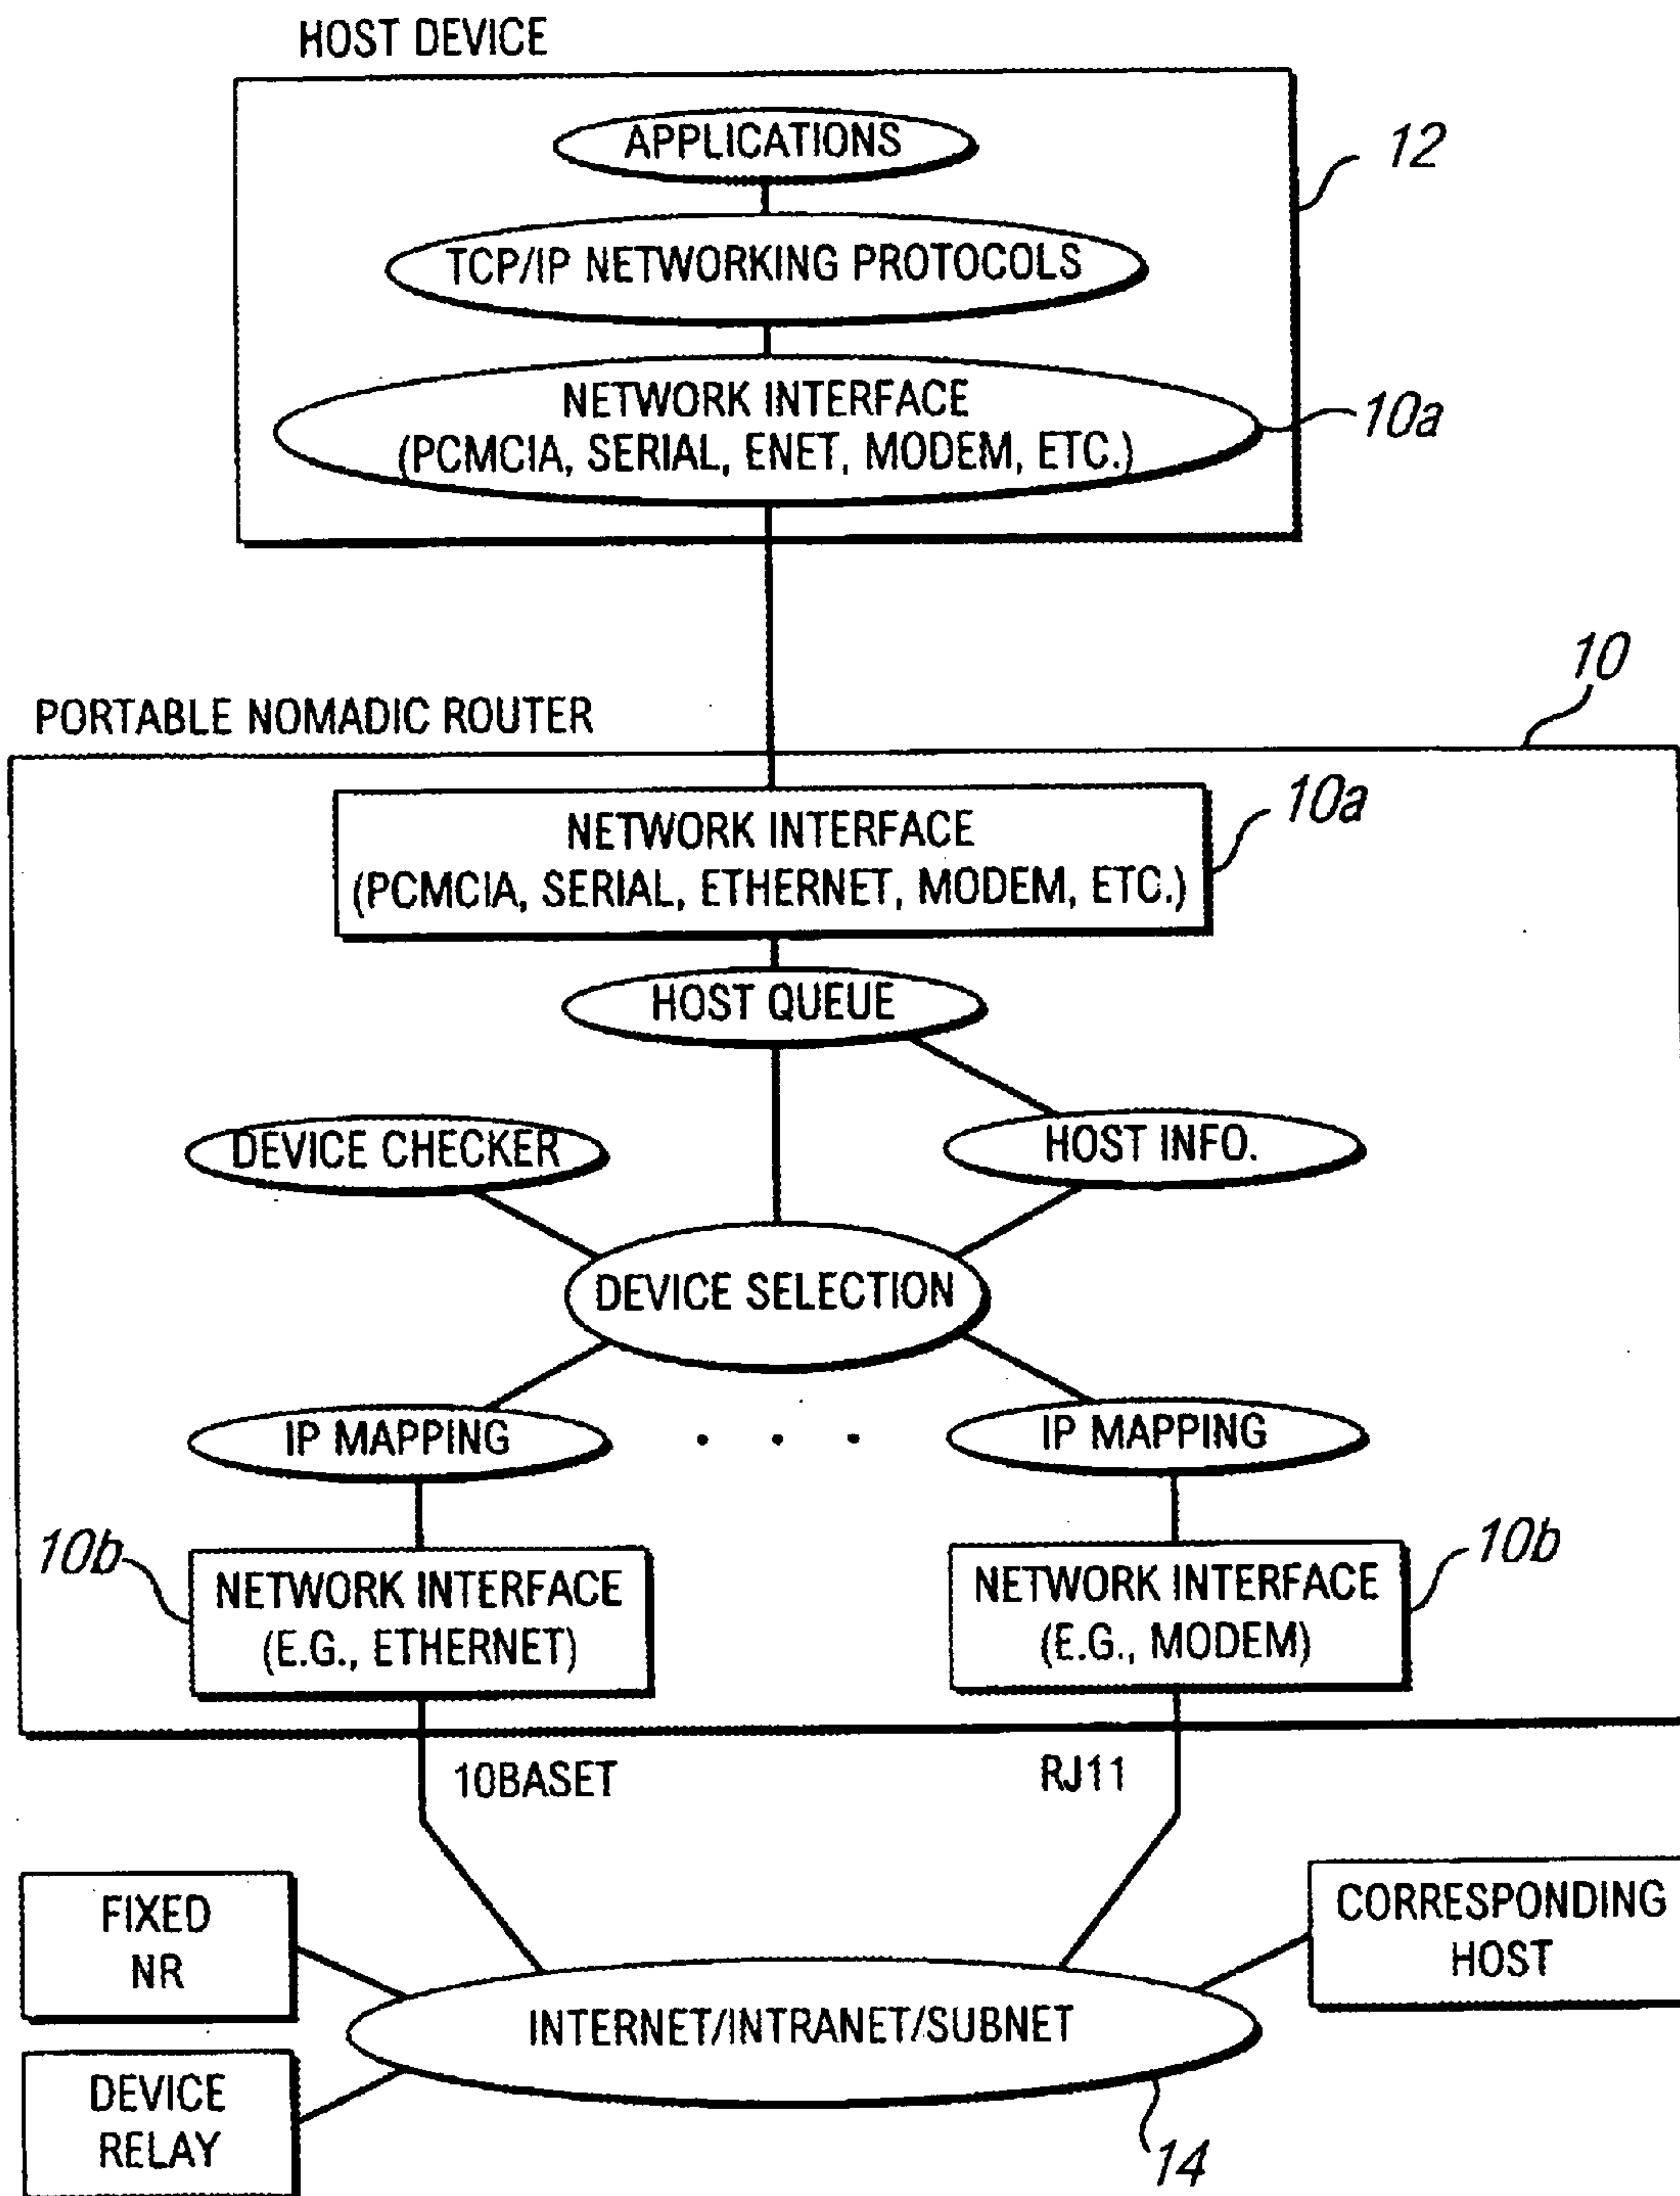 HOST DEVICE
APPLICATIONS
12
TCP/IP NETWORKING PROTOCOLS
NETWORK INTERFACE
(PCMCIA, SERIAL, ENET, MODEM, ETC.)
10a
10
PORTABLE NOMADIC ROUTER
NETWORK INTERFACE
(PCMCIA, SERIAL, ETHERNET, MODEM, ETC.)
10a
HOST QUEUE
DEVICE CHECKER
HOST INFO.
DEVICE SELECTION
IP MAPPING
. . .
IP MAPPING
10b
NETWORK INTERFACE
(E.G., ETHERNET)
NETWORK INTERFACE
(E.G., MODEM)
10b
10BASET
RJ11
FIXED
NR
CORRESPONDING
HOST
INTERNET/INTRANET/SUBNET
DEVICE
RELAY
14